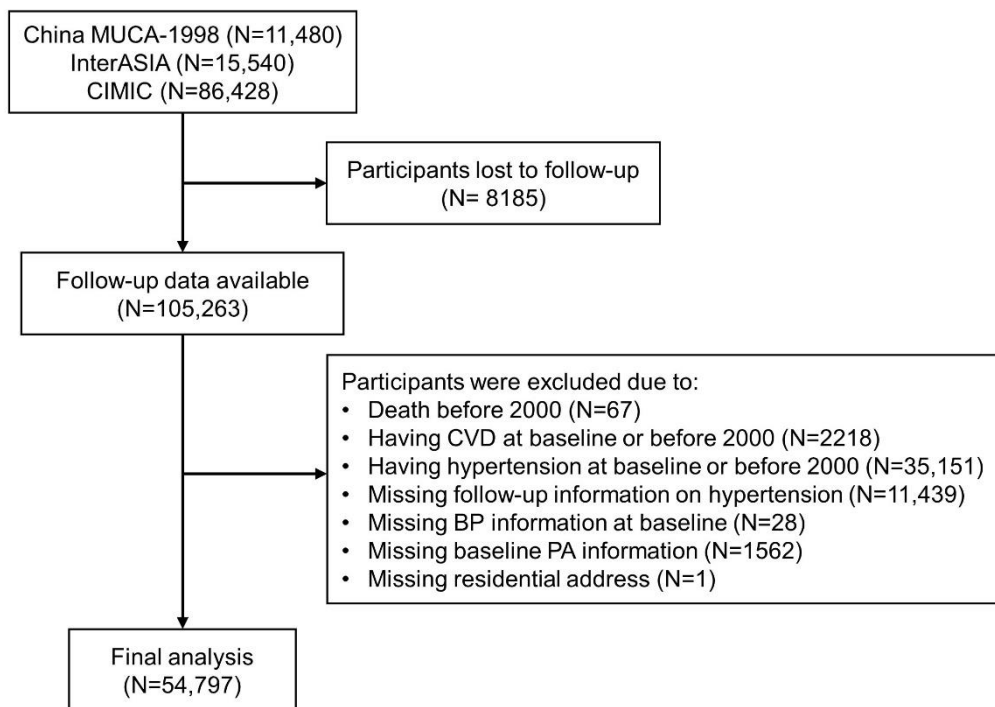 China MUCA-1998 (N=11,480)
InterASIA (N=15,540)
CIMIC (N=86,428)
Participants lost to follow-up
(N= 8185)
Follow-up data available
(N=105,263)
Participants were excluded due to:
• Death before 2000 (N=67)
• Having CVD at baseline or before 2000 (N=2218)
• Having hypertension at baseline or before 2000 (N=35,151)
• Missing follow-up information on hypertension (N=11,439)
• Missing BP information at baseline (N=28)
• Missing baseline PA information (N=1562)
• Missing residential address (N=1)
Final analysis
(N=54,797)